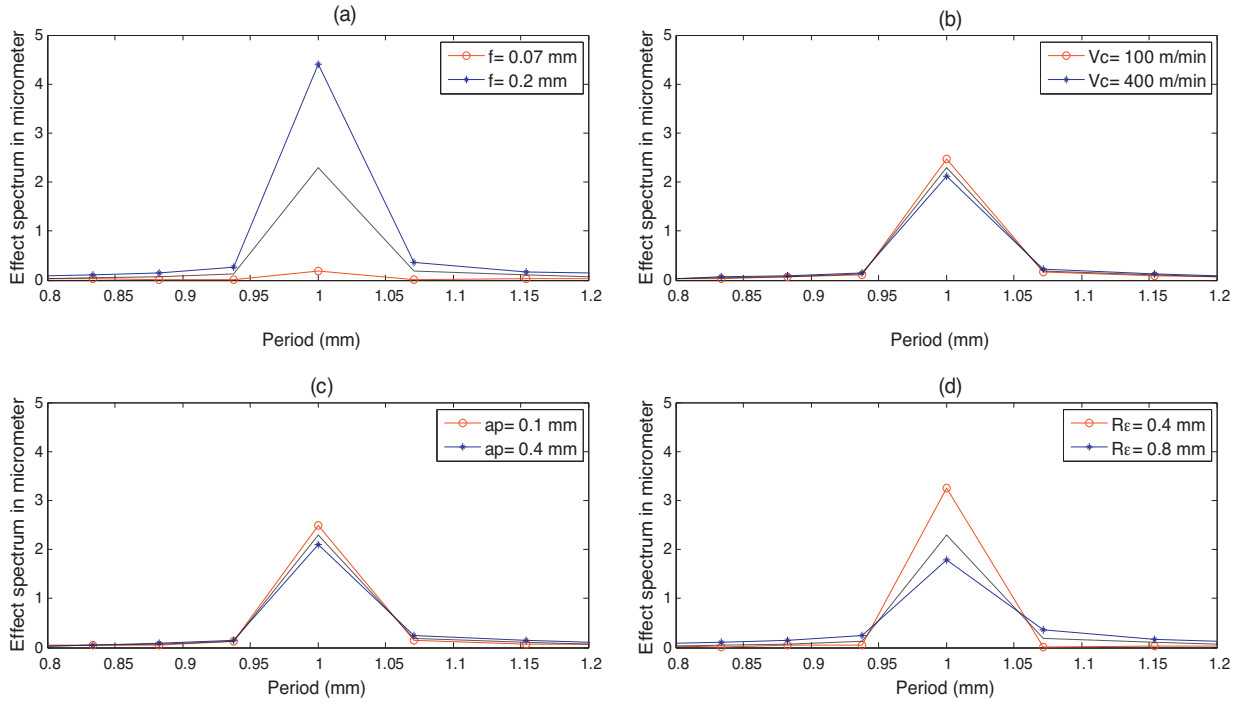 (a)
Effect spectrum in micrometer
5
4
3
2
1
0
f= 0.07 mm
f= 0.2 mm
0.8 0.85 0.9 0.95 1 1.05 1.1 1.15 1.2
Period (mm)
(b)
Effect spectrum in micrometer
5
4
3
2
1
0
Vc= 100 m/min
Vc= 400 m/min
0.8 0.85 0.9 0.95 1 1.05 1.1 1.15 1.2
Period (mm)
(c)
Effect spectrum in micrometer
5
4
3
2
1
0
ap= 0.1 mm
ap= 0.4 mm
0.8 0.85 0.9 0.95 1 1.05 1.1 1.15 1.2
Period (mm)
(d)
Effect spectrum in micrometer
5
4
3
2
1
0
Rε= 0.4 mm
Rε= 0.8 mm
0.8 0.85 0.9 0.95 1 1.05 1.1 1.15 1.2
Period (mm)